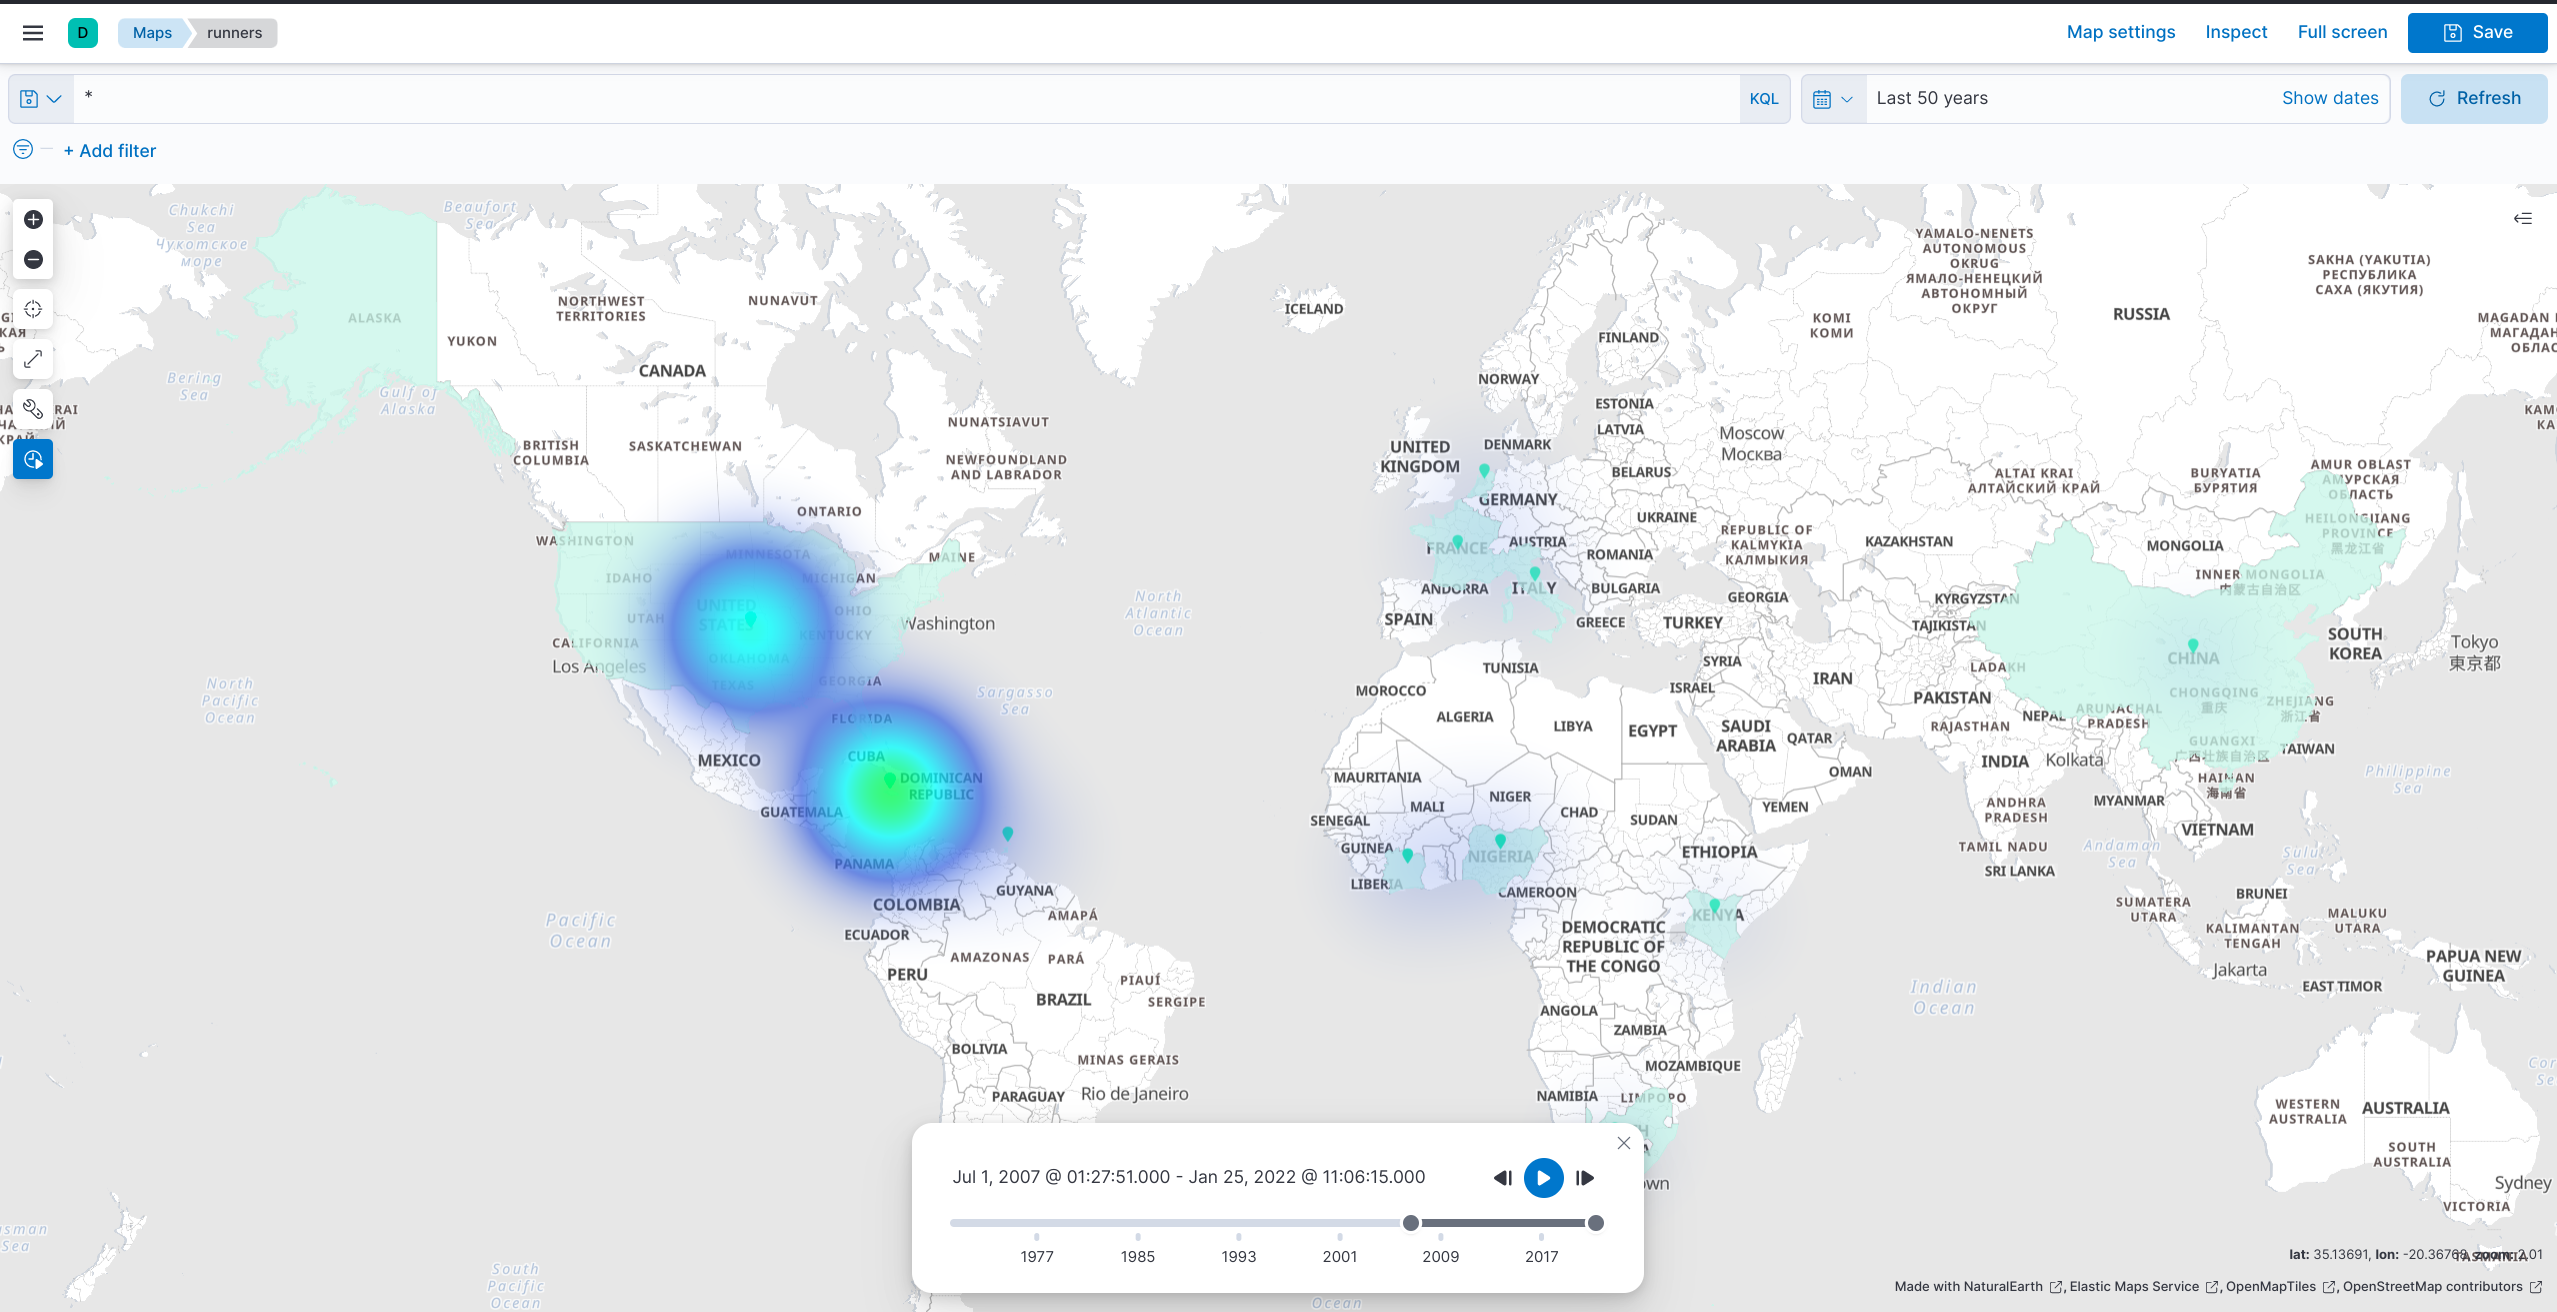 D
Maps
runners
Map settings
Inspect
Full screen
Save
*
KQL
Last 50 years
Show dates
Refresh
+ Add filter
Chukchi
Sea
Чукотское
море
Beaufort
Sea
ALASKA
Bering
Sea
Gulf of
Alaska
YUKON
NORTHWEST
TERRITORIES
NUNAVUT
CANADA
BRITISH
COLUMBIA
SASKATCHEWAN
ONTARIO
NUNATSIAVUT
NEWFOUNDLAND
AND LABRADOR
WASHINGTON
MINNESOTA
MAINE
IDAHO
MICHIGAN
UNITED
STATES
UTAH
OHIO
KENTUCKY
Washington
CALIFORNIA
Los Angeles
OKLAHOMA
TEXAS
GEORGIA
FLORIDA
Sargasso
Sea
North
Atlantic
Ocean
North
Pacific
Ocean
MEXICO
CUBA
DOMINICAN
REPUBLIC
GUATEMALA
PANAMA
GUYANA
COLOMBIA
AMAPÁ
ECUADOR
AMAZONAS
PARÁ
PERU
PIAUÍ
BRAZIL
SERGIPE
BOLIVIA
MINAS GERAIS
PARAGUAY
Rio de Janeiro
Pacific
Ocean
South
Pacific
Ocean
ICELAND
FINLAND
NORWAY
ESTONIA
LATVIA
UNITED
KINGDOM
DENMARK
BELARUS
Moscow
Москва
GERMANY
UKRAINE
FRANCE
AUSTRIA
ROMANIA
REPUBLIC OF
KALMYKIA
КАЛМЫКИЯ
ANDORRA
ITALY
BULGARIA
GEORGIA
SPAIN
GREECE
TURKEY
TUNISIA
SYRIA
MOROCCO
ISRAEL
IRAN
ALGERIA
LIBYA
EGYPT
SAUDI
ARABIA
QATAR
OMAN
MAURITANIA
MALI
NIGER
CHAD
SUDAN
YEMEN
SENEGAL
GUINEA
NIGERIA
ETHIOPIA
LIBERIA
CAMEROON
KENYA
DEMOCRATIC
REPUBLIC OF
THE CONGO
ANGOLA
ZAMBIA
MOZAMBIQUE
NAMIBIA
LIMPOPO
YAMALO-NENETS
AUTONOMOUS
OKRUG
ЯМАЛО-НЕНЕЦКИЙ
АВТОНОМНЫЙ
ОКРУГ
КОМІ
КОМИ
RUSSIA
SAKHA (YAKUTIA)
РЕСПУБЛИКА
САХА (ЯКУТИЯ)
ALTAI KRAI
АЛТАЙСКИЙ КРАЙ
BURYATIA
БУРЯТИЯ
AMUR OBLAST
АМУРСКАЯ
ОБЛАСТЬ
HEILONGJIANG
PROVINCE
黑龙江省
KAZAKHSTAN
MONGOLIA
INNER MONGOLIA
内蒙古自治区
KYRGYZSTAN
TAJIKISTAN
SOUTH
KOREA
Tokyo
東京都
CHINA
LADAKH
CHONGQING
重庆
ZHEJIANG
浙江省
PAKISTAN
NEPAL
ARUNACHAL
PRADESH
RAJASTHAN
GUANGXI
广西壮族自治区
TAIWAN
INDIA
Kolkata
HAINAN
海南省
Philippine
Sea
MYANMAR
ANDHRA
PRADESH
VIETNAM
TAMIL NADU
Andaman
Sea
Sulu
Sea
SRI LANKA
BRUNEI
SUMATERA
UTARA
MALUKU
UTARA
KALIMANTAN
TENGAH
Jakarta
PAPUA NEW
GUINEA
EAST TIMOR
Indian
Ocean
WESTERN
AUSTRALIA
AUSTRALIA
SOUTH
AUSTRALIA
Sydney
VICTORIA
Jul 1, 2007 @ 01:27:51.000 - Jan 25, 2022 @ 11:06:15.000
1977
1985
1993
2001
2009
2017
lat: 35.13691, lon: -20.36768, zoom: 2.01
Made with NaturalEarth, Elastic Maps Service, OpenMapTiles, OpenStreetMap contributors